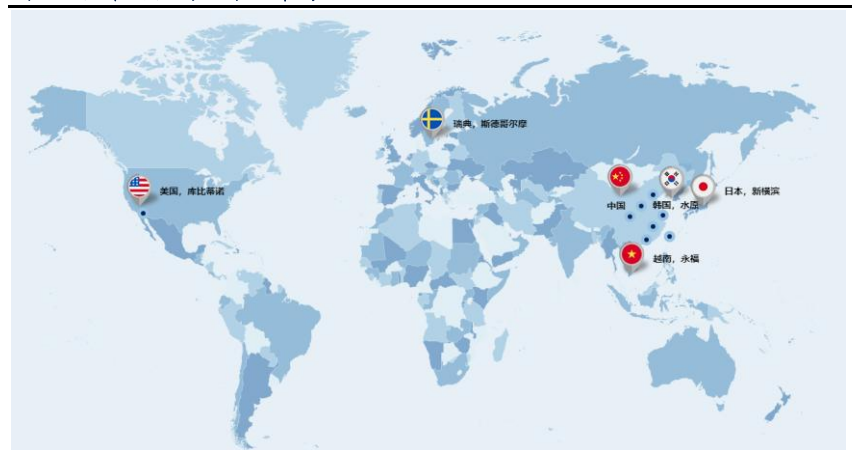 瑞典，斯德哥尔摩
美国，库比蒂诺
中国
韩国，水原
日本，新横滨
越南，永福